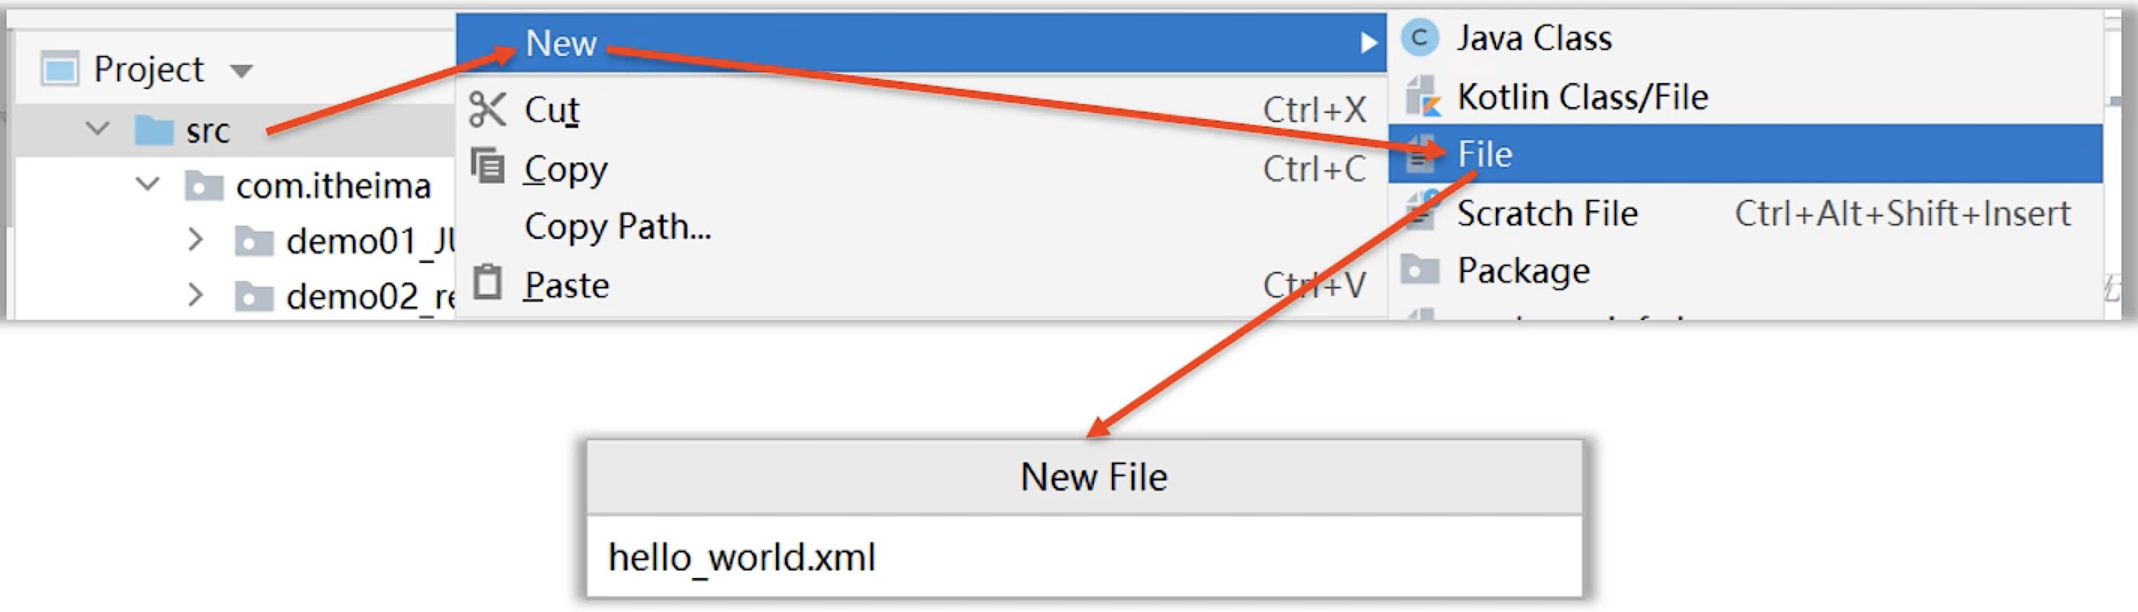 Project
src
com.itheima
demo01_JU
demo02_re
New
Cut Ctrl+X
Copy Ctrl+C
Copy Path...
Paste Ctrl+V
Java Class
Kotlin Class/File
File
Scratch File Ctrl+Alt+Shift+Insert
Package
New File
hello_world.xml